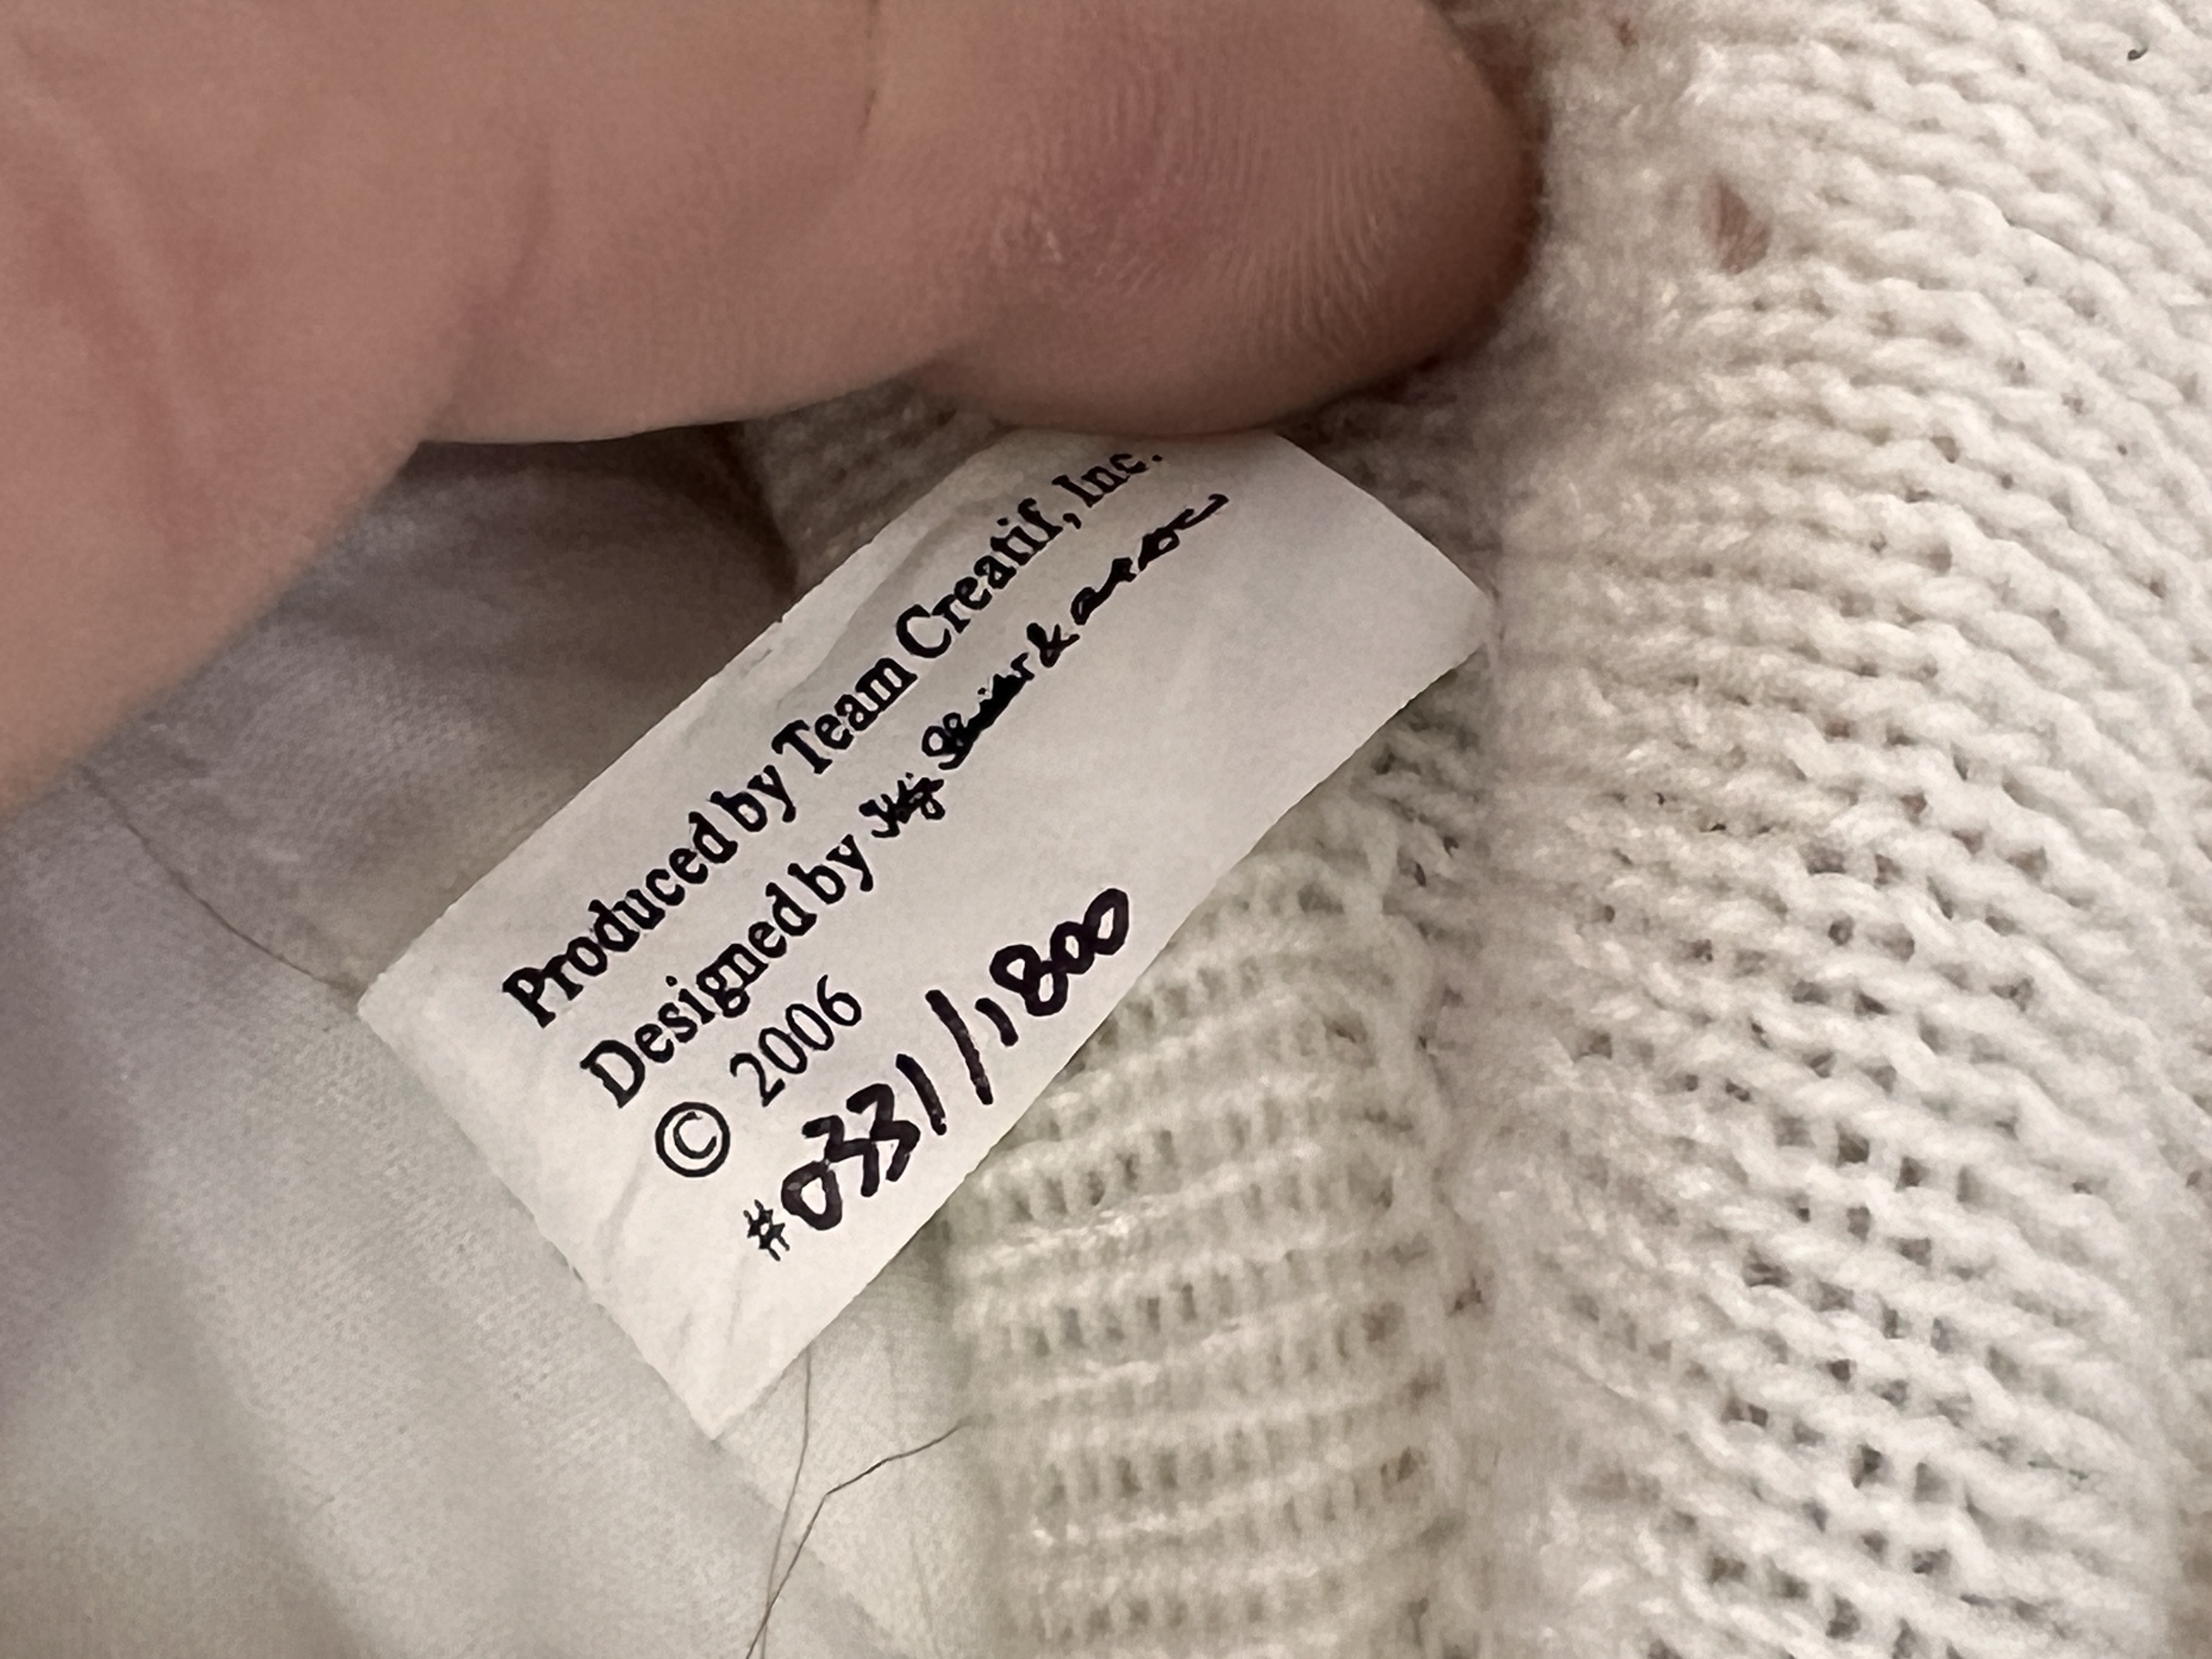 Produced by Team Creatif, Inc.
Designed by &
© 2006
#0331/1800